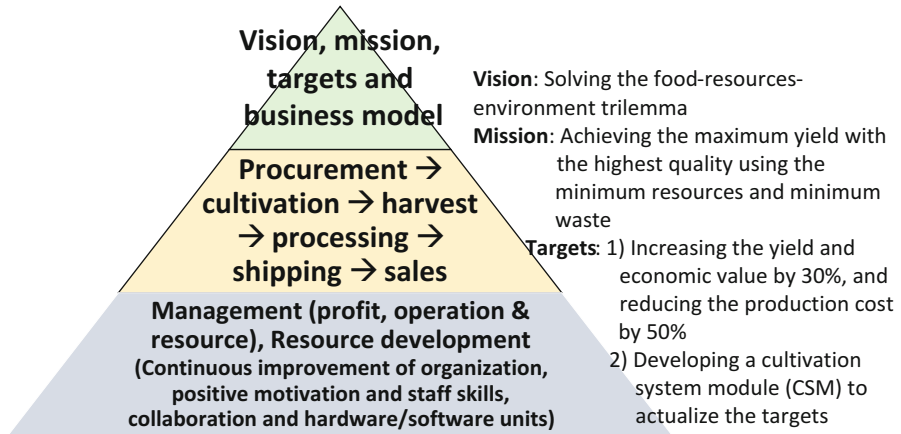 Vision, mission,
targets and
business model
Procurement →
cultivation → harvest
→ processing →
shipping → sales
Management (profit, operation &
resource), Resource development
(Continuous improvement of organization,
positive motivation and staff skills,
collaboration and hardware/software units)
Vision: Solving the food-resources-
environment trilemma
Mission: Achieving the maximum yield with
the highest quality using the
minimum resources and minimum
waste
Targets: 1) Increasing the yield and
economic value by 30%, and
reducing the production cost
by 50%
2) Developing a cultivation
system module (CSM) to
actualize the targets